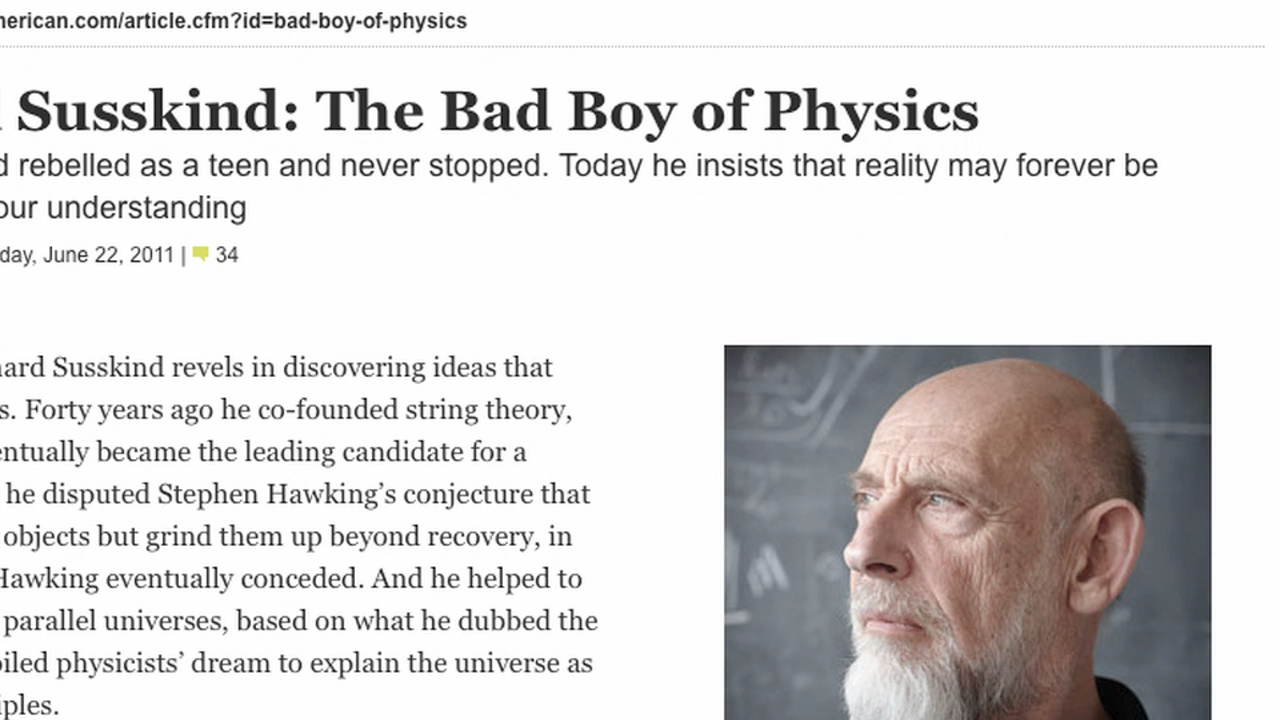 merican.com/article.cfm?id=bad-boy-of-physics
Susskind: The Bad Boy of Physics
d rebelled as a teen and never stopped. Today he insists that reality may forever be
our understanding
day, June 22, 2011 | 34
ard Susskind revels in discovering ideas that
s. Forty years ago he co-founded string theory,
entually became the leading candidate for a
he disputed Stephen Hawking's conjecture that
objects but grind them up beyond recovery, in
Hawking eventually conceded. And he helped to
parallel universes, based on what he dubbed the
oiled physicists' dream to explain the universe as
iples.